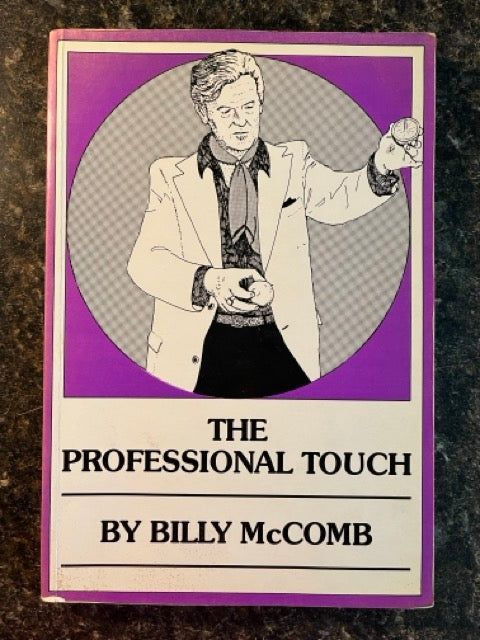 THE
PROFESSIONAL TOUCH
BY BILLY McCOMB